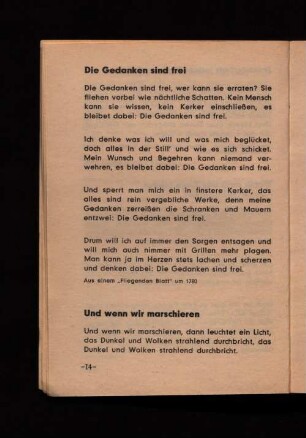 Die Gedanken sind frei
Die Gedanken sind frei, wer kann sie erraten? Sie
fliehen vorbei wie nächtliche Schatten. Kein Mensch
kann sie wissen, kein Kerker einschließen, es
bleibet dabei: Die Gedanken sind frei.
Ich denke was ich will und was mich beglücket,
doch alles in der Still' und wie es sich schicket.
Mein Wunsch und Begehren kann niemand ver-
wehren, es bleibet dabei: Die Gedanken sind frei.
Und sperrt man mich ein in finstere Kerker, das
alles sind rein vergebliche Werke, denn meine
Gedanken zerreißen die Schranken und Mauern
entzwei: Die Gedanken sind frei.
Drum will ich auf immer den Sorgen entsagen und
will mich auch nimmer mit Grillen mehr plagen.
Man kann ja im Herzen stets lachen und scherzen
und denken dabei: Die Gedanken sind frei.
Aus einem „Fliegenden Blatt" um 1780
Und wenn wir marschieren
Und wenn wir marschieren, dann leuchtet ein Licht,
das Dunkel und Wolken strahlend durchbricht, das
Dunkel und Wolken strahlend durchbricht.
-14-